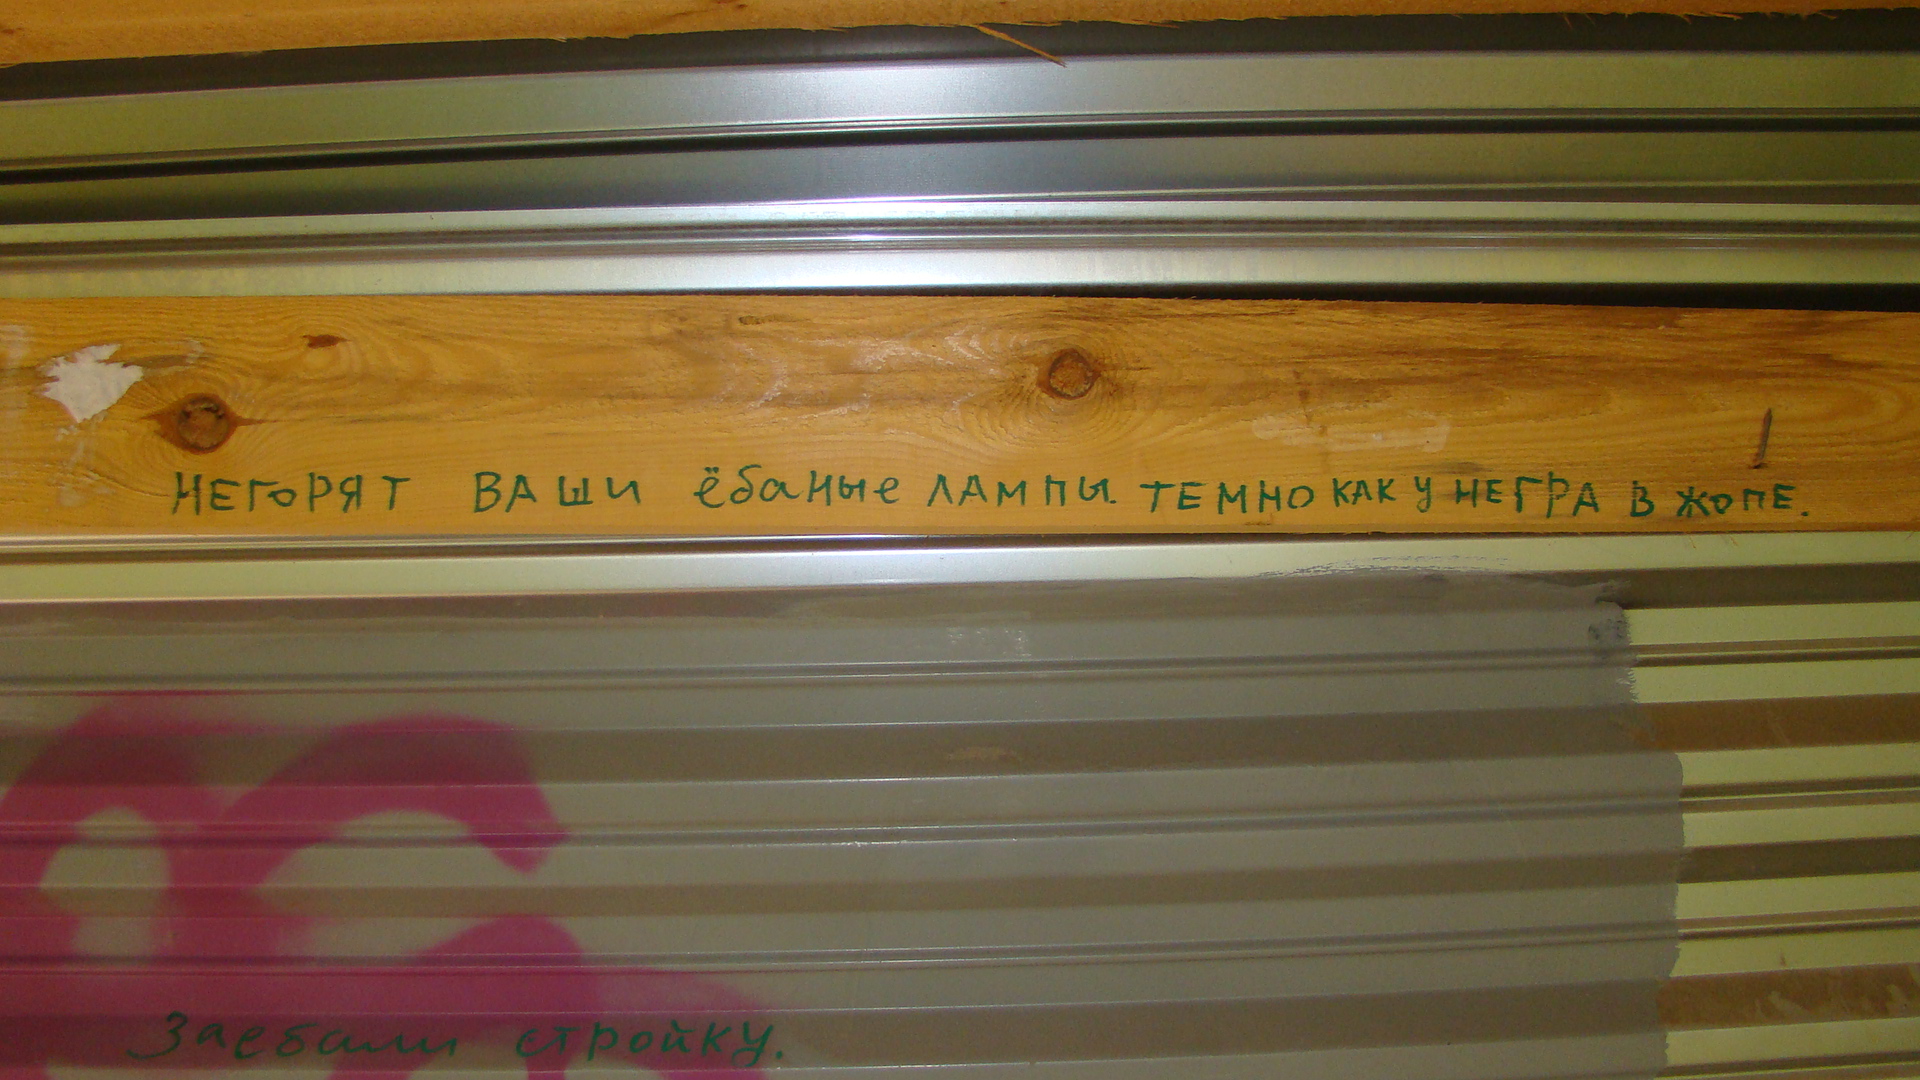 НЕГОРЯТ ВАШИ ёбаные ЛАМПЫ. ТЕМНО КАК У НЕГРА В ЖОПЕ.
Заебали стройку.